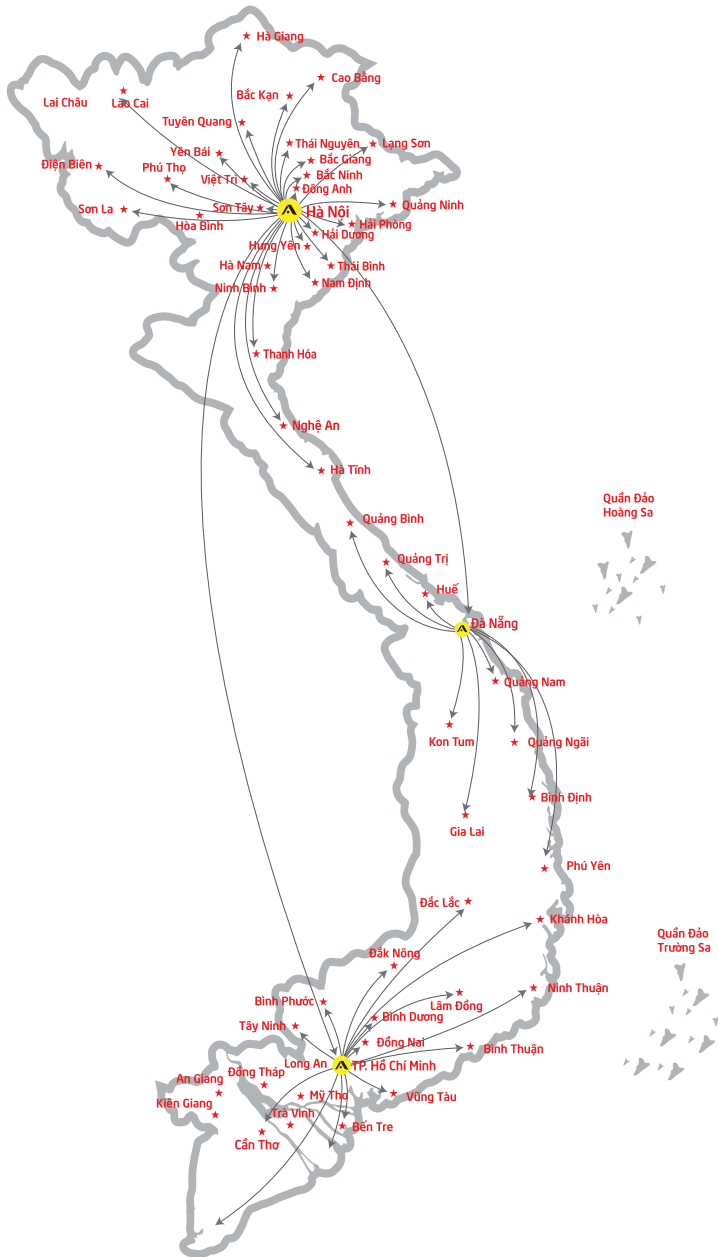 Hà Giang
Cao Bằng
Bắc Kạn
Lai Châu
Lào Cai
Tuyên Quang
Thái Nguyên
Lạng Sơn
Yên Bái
Bắc Giang
Điện Biên
Phú Thọ
Việt Trì
Bắc Ninh
Đông Anh
Sơn La
Sơn Tây
Hà Nội
Quảng Ninh
Hòa Bình
Hải Phòng
Hải Dương
Hưng Yên
Hà Nam
Thái Bình
Ninh Bình
Nam Định
Thanh Hóa
Nghệ An
Hà Tĩnh
Quần Đảo
Hoàng Sa
Quảng Bình
Quảng Trị
Huế
Đà Nẵng
Quảng Nam
Kon Tum
Quảng Ngãi
Bình Định
Gia Lai
Phú Yên
Đắc Lắc
Khánh Hòa
Quần Đảo
Trường Sa
Đắk Nông
Ninh Thuận
Bình Phước
Lâm Đồng
Bình Dương
Tây Ninh
Đồng Nai
Bình Thuận
Long An
TP. Hồ Chí Minh
Đồng Tháp
An Giang
Mỹ Tho
Vũng Tàu
Kiên Giang
Trà Vinh
Bến Tre
Cần Thơ